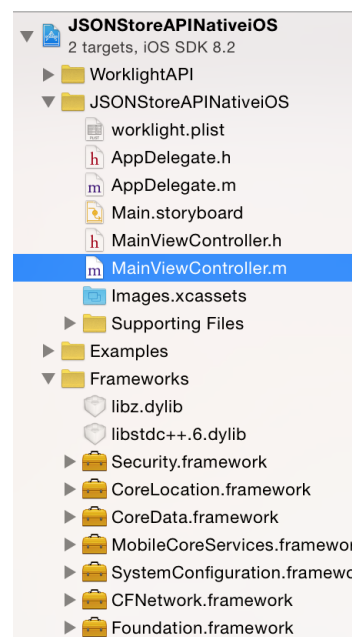 JSONStoreAPINativeiOS
2 targets, iOS SDK 8.2
WorklightAPI
JSONStoreAPINativeiOS
worklight.plist
h AppDelegate.h
m AppDelegate.m
Main.storyboard
h MainViewController.h
m MainViewController.m
Images.xcassets
Supporting Files
Examples
Frameworks
libz.dylib
libstdc++.6.dylib
Security.framework
CoreLocation.framework
CoreData.framework
MobileCoreServices.framewor
SystemConfiguration.framewo
CFNetwork.framework
Foundation.framework